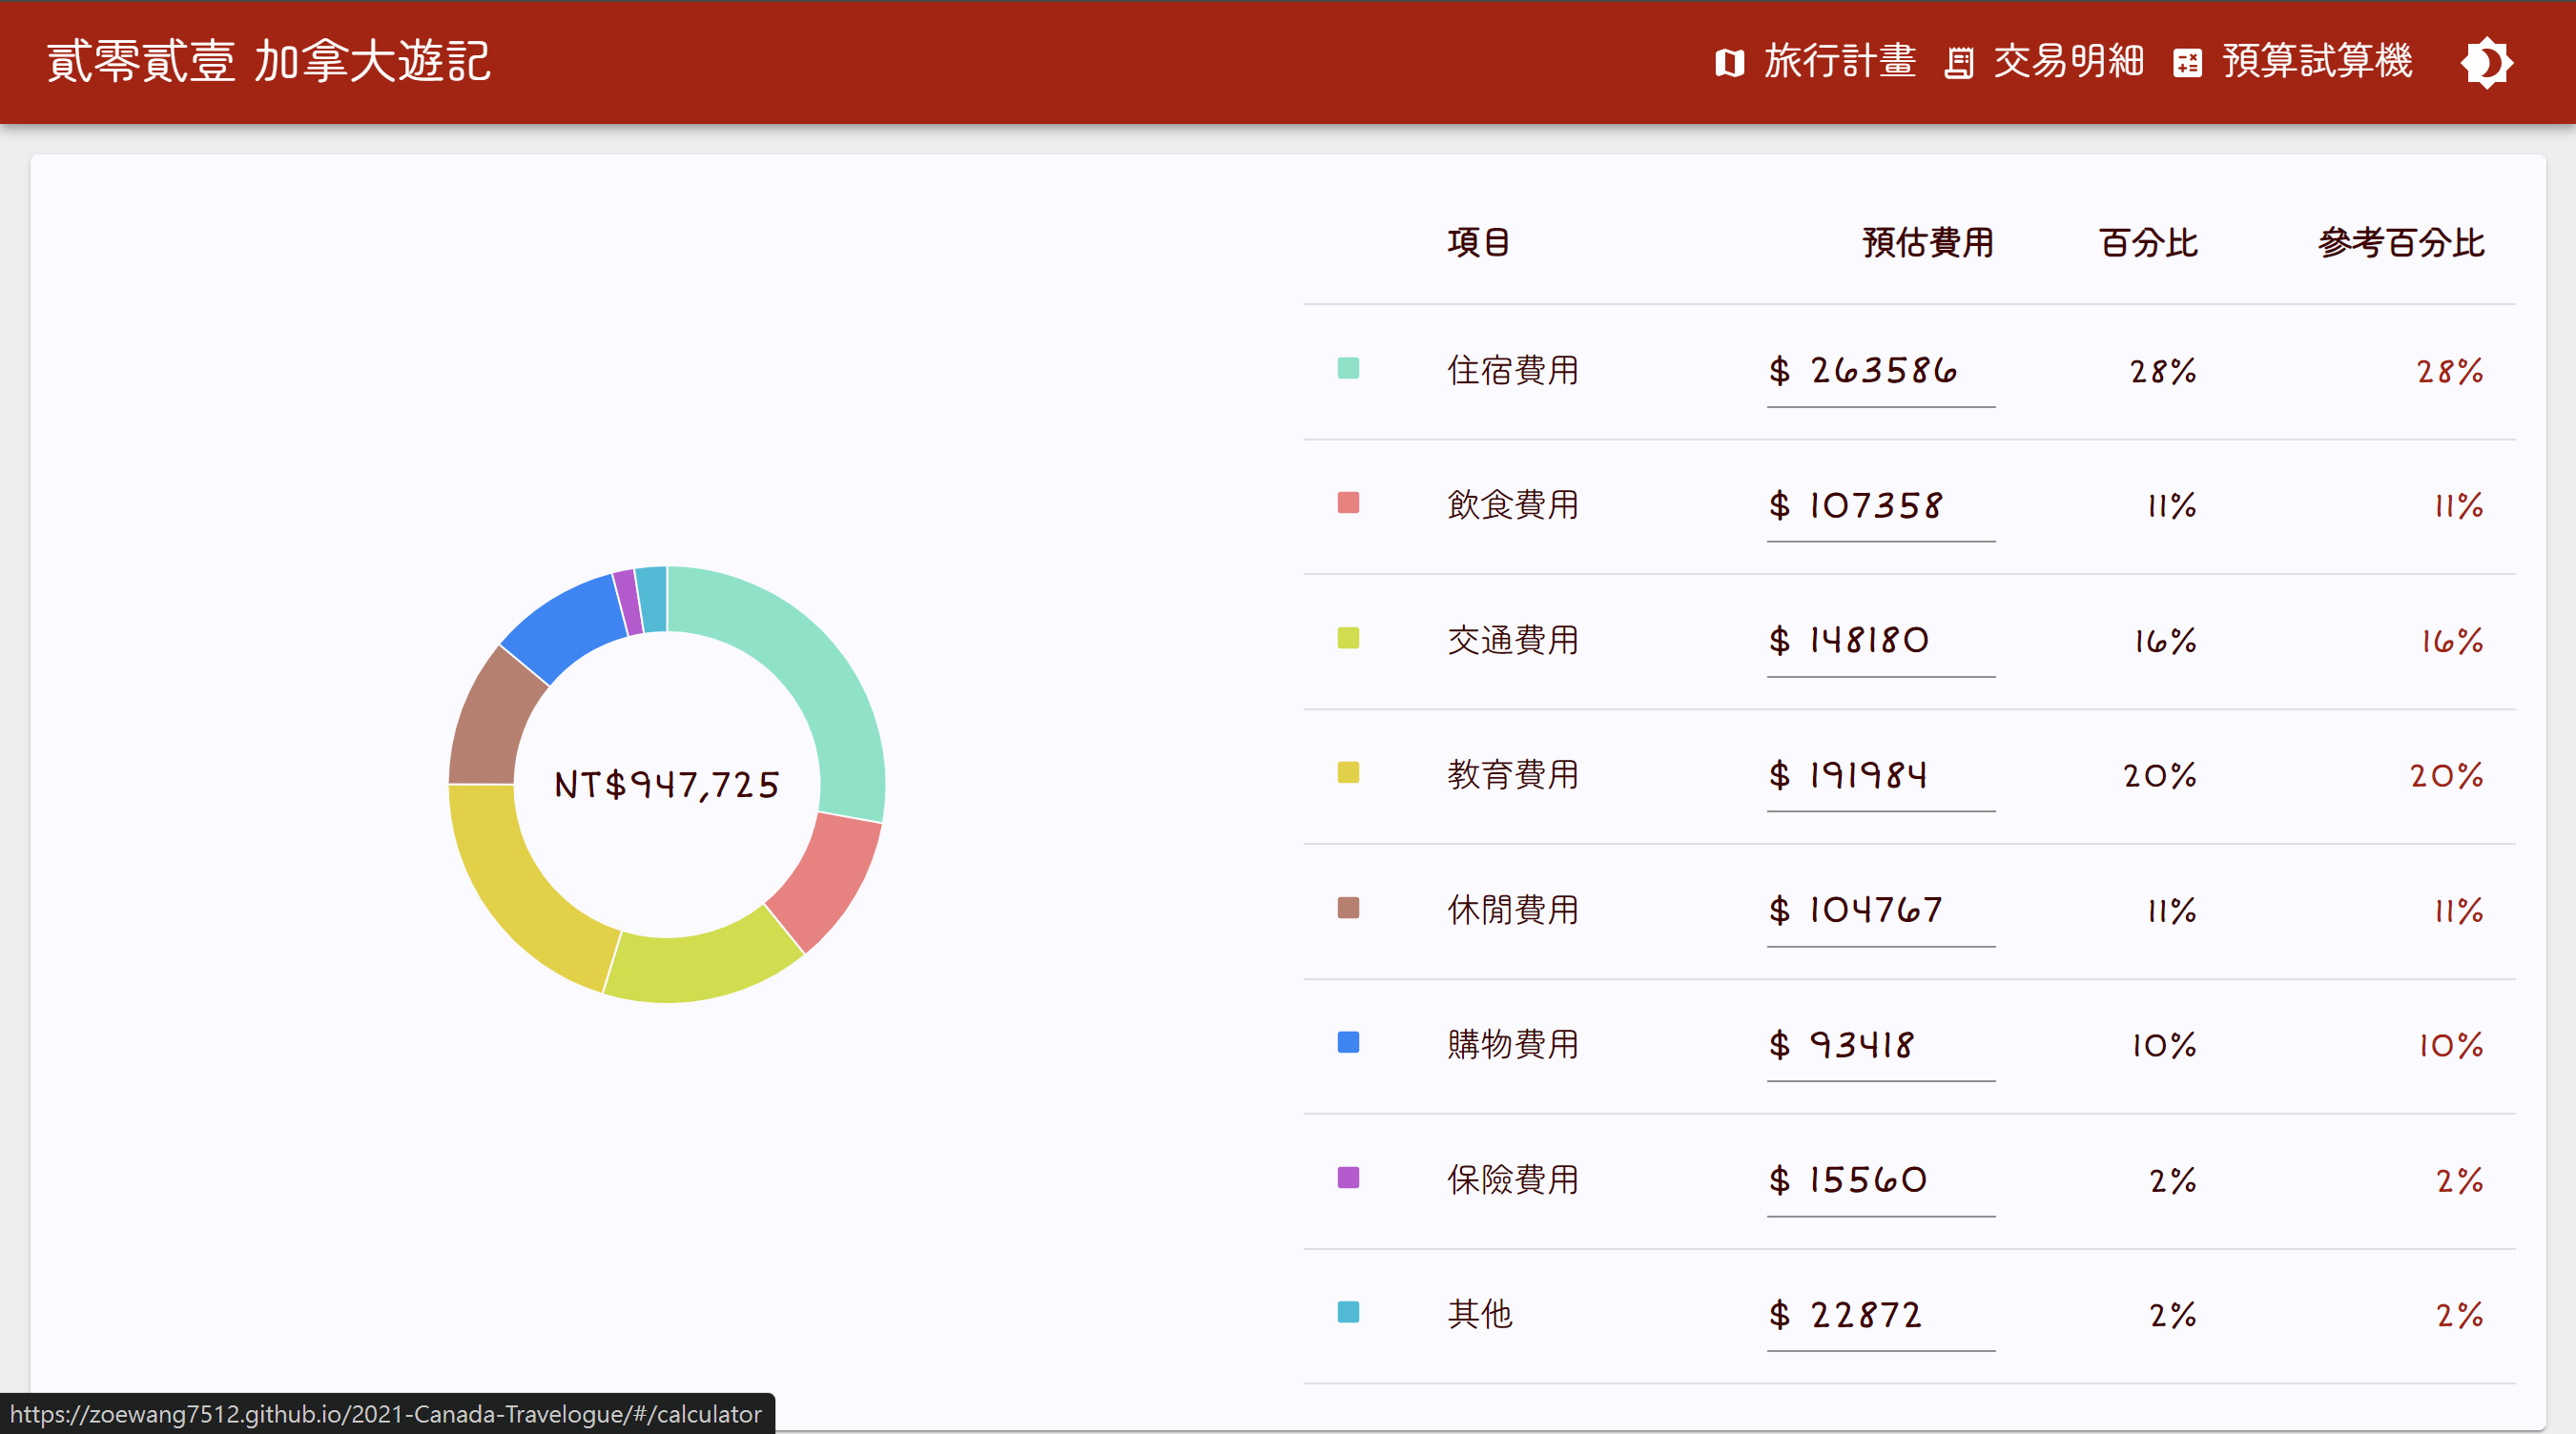 貳零貳壹 加拿大遊記
旅行計畫 交易明細 預算試算機
項目 預估費用 百分比 參考百分比
住宿費用 $ 263586 28% 28%
飲食費用 $ 107358 11% 11%
交通費用 $ 148180 16% 16%
NT$947,725
教育費用 $ 191984 20% 20%
休閒費用 $ 104767 11% 11%
購物費用 $ 93418 10% 10%
保險費用 $ 15560 2% 2%
其他 $ 22872 2% 2%
https://zoewang7512.github.io/2021-Canada-Travelogue/#/calculator